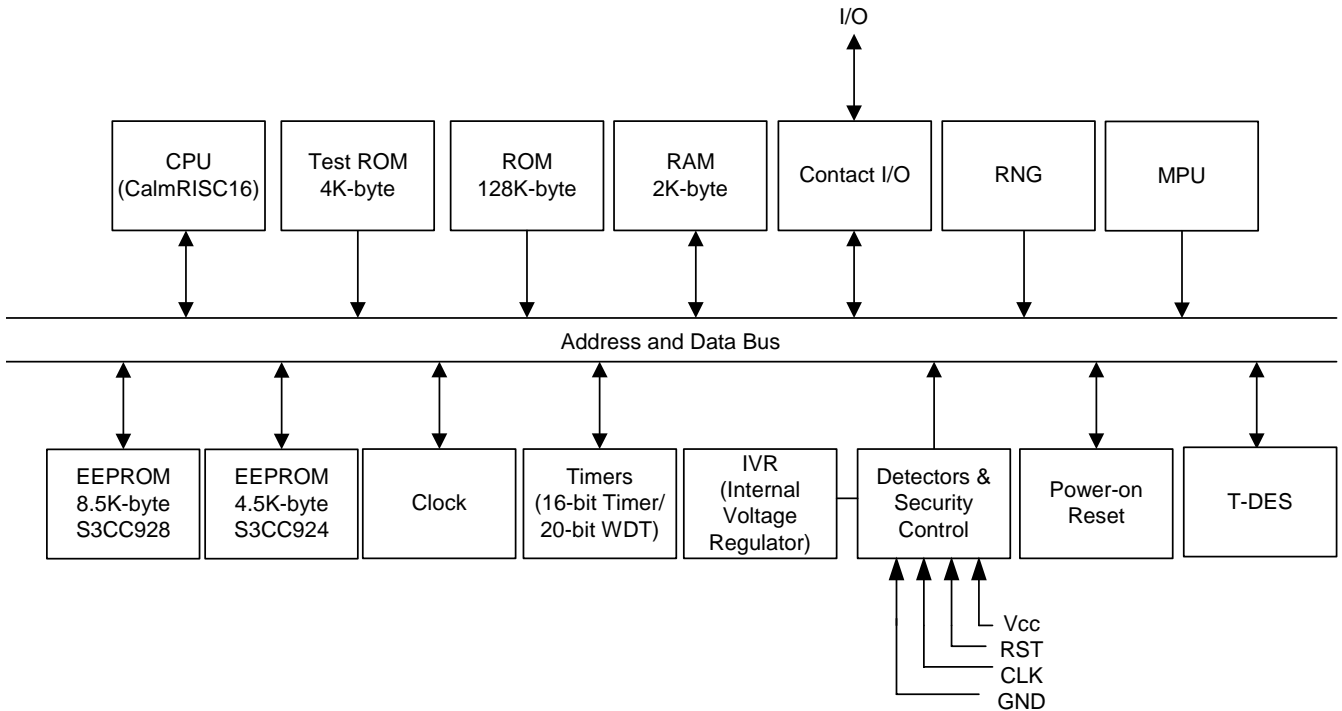 I/O
CPU
(CalmRISC16)
Test ROM
4K-byte
ROM
128K-byte
RAM
2K-byte
Contact I/O
RNG
MPU
Address and Data Bus
EEPROM
8.5K-byte
S3CC928
EEPROM
4.5K-byte
S3CC924
Clock
Timers
(16-bit Timer/
20-bit WDT)
IVR
(Internal
Voltage
Regulator)
Detectors &
Security
Control
Power-on
Reset
T-DES
Vcc
RST
CLK
GND